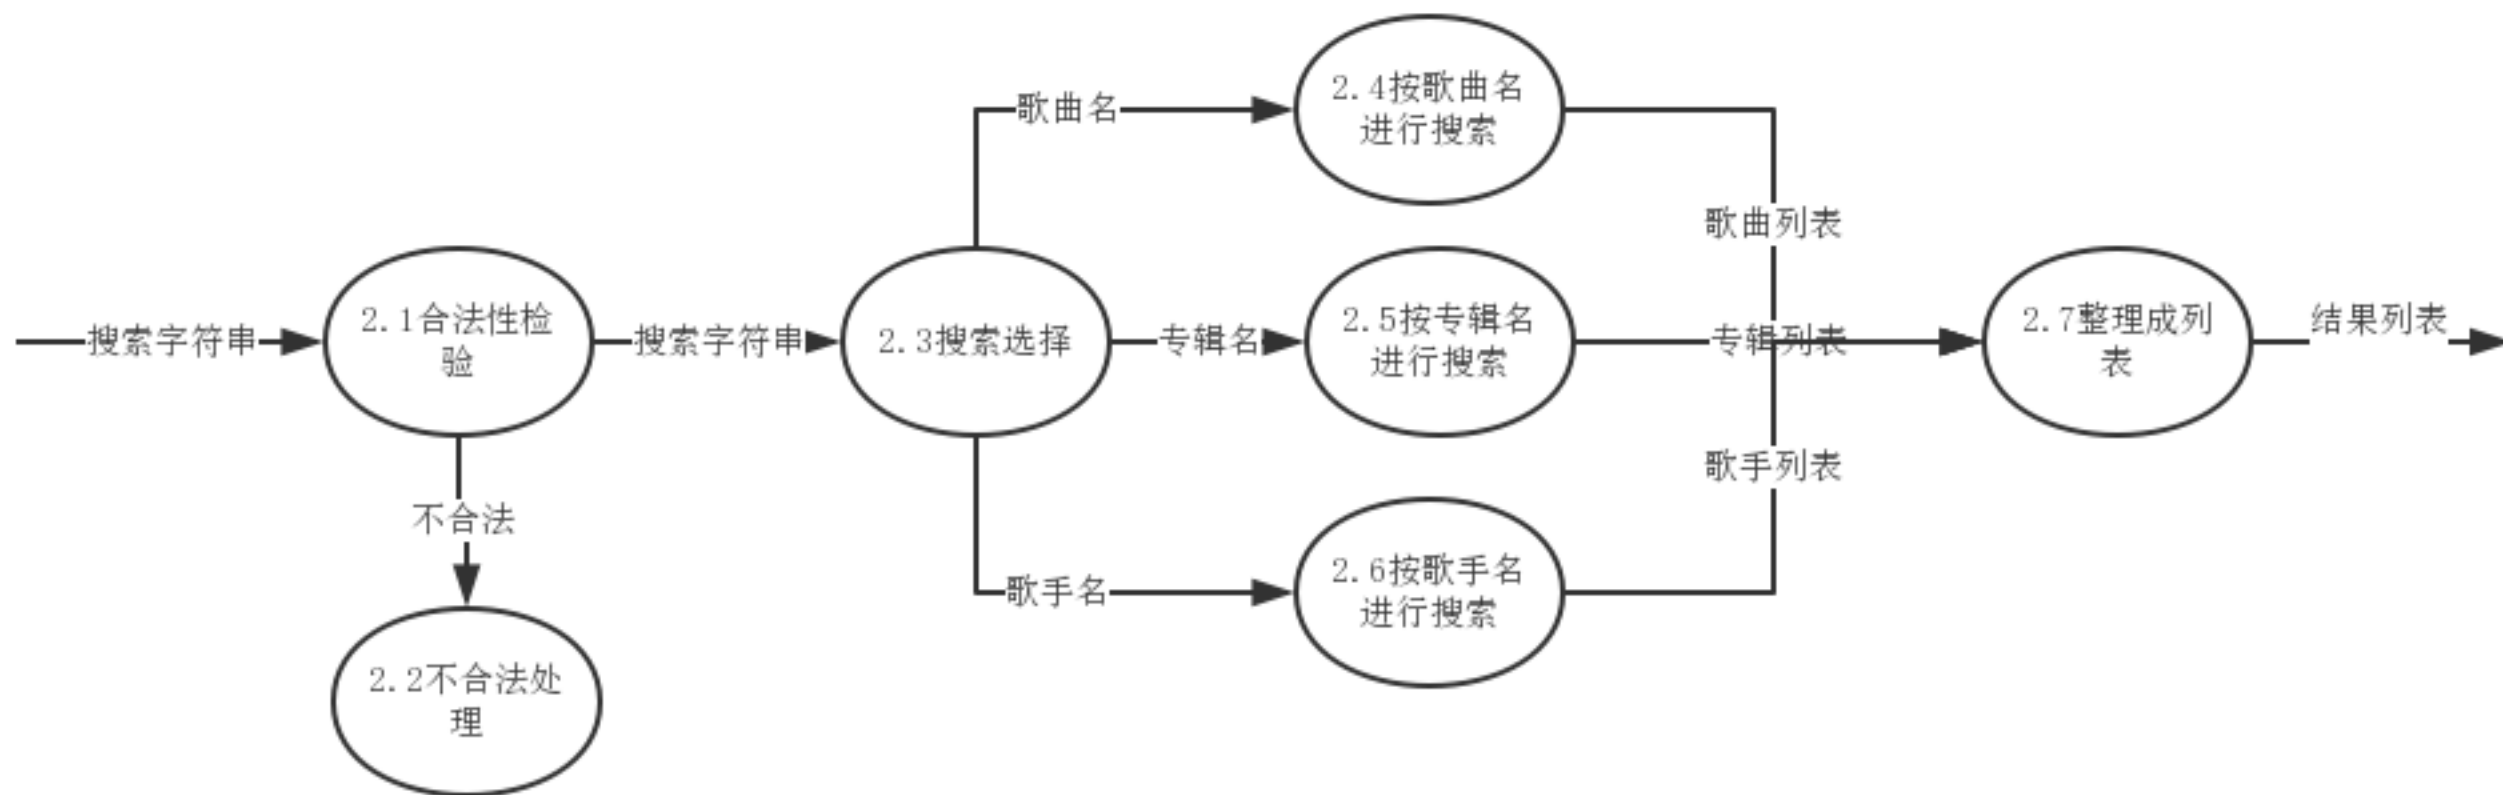 2.4按歌曲名
进行搜索
歌曲名
歌曲列表
搜索字符串
2.1合法性检
验
搜索字符串
2.3搜索选择
专辑名
2.5按专辑名
进行搜索
专辑列表
2.7整理成列
表
结果列表
歌手列表
不合法
歌手名
2.6按歌手名
进行搜索
2.2不合法处
理